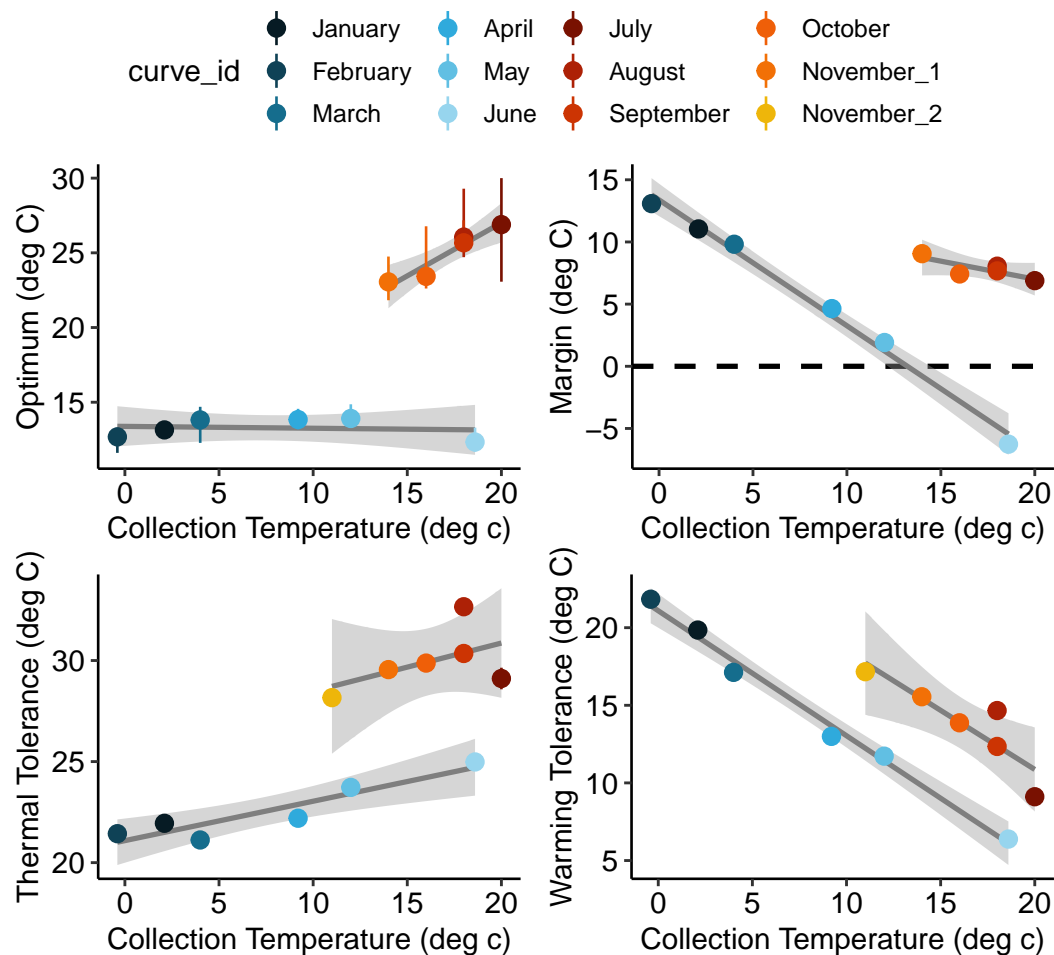 curve_id
January
February
March
April
May
June
July
August
September
October
November_1
November_2
Optimum (deg C)
30
25
20
15
0 5 10 15 20
Collection Temperature (deg c)
Margin (deg C)
15
10
5
0
−5
0 5 10 15 20
Collection Temperature (deg c)
Thermal Tolerance (deg C)
30
25
20
0 5 10 15 20
Collection Temperature (deg c)
Warming Tolerance (deg C)
20
15
10
5
0 5 10 15 20
Collection Temperature (deg c)